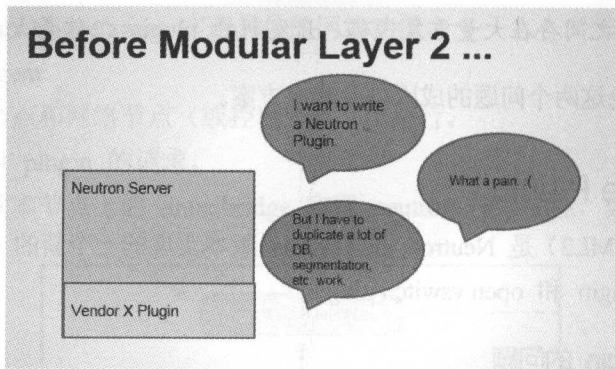 Before Modular Layer 2 ...
I want to write
a Neutron
Plugin.
What a pain. :(
Neutron Server
But I have to
duplicate a lot of
DB,
segmentation,
etc. work.
Vendor X Plugin